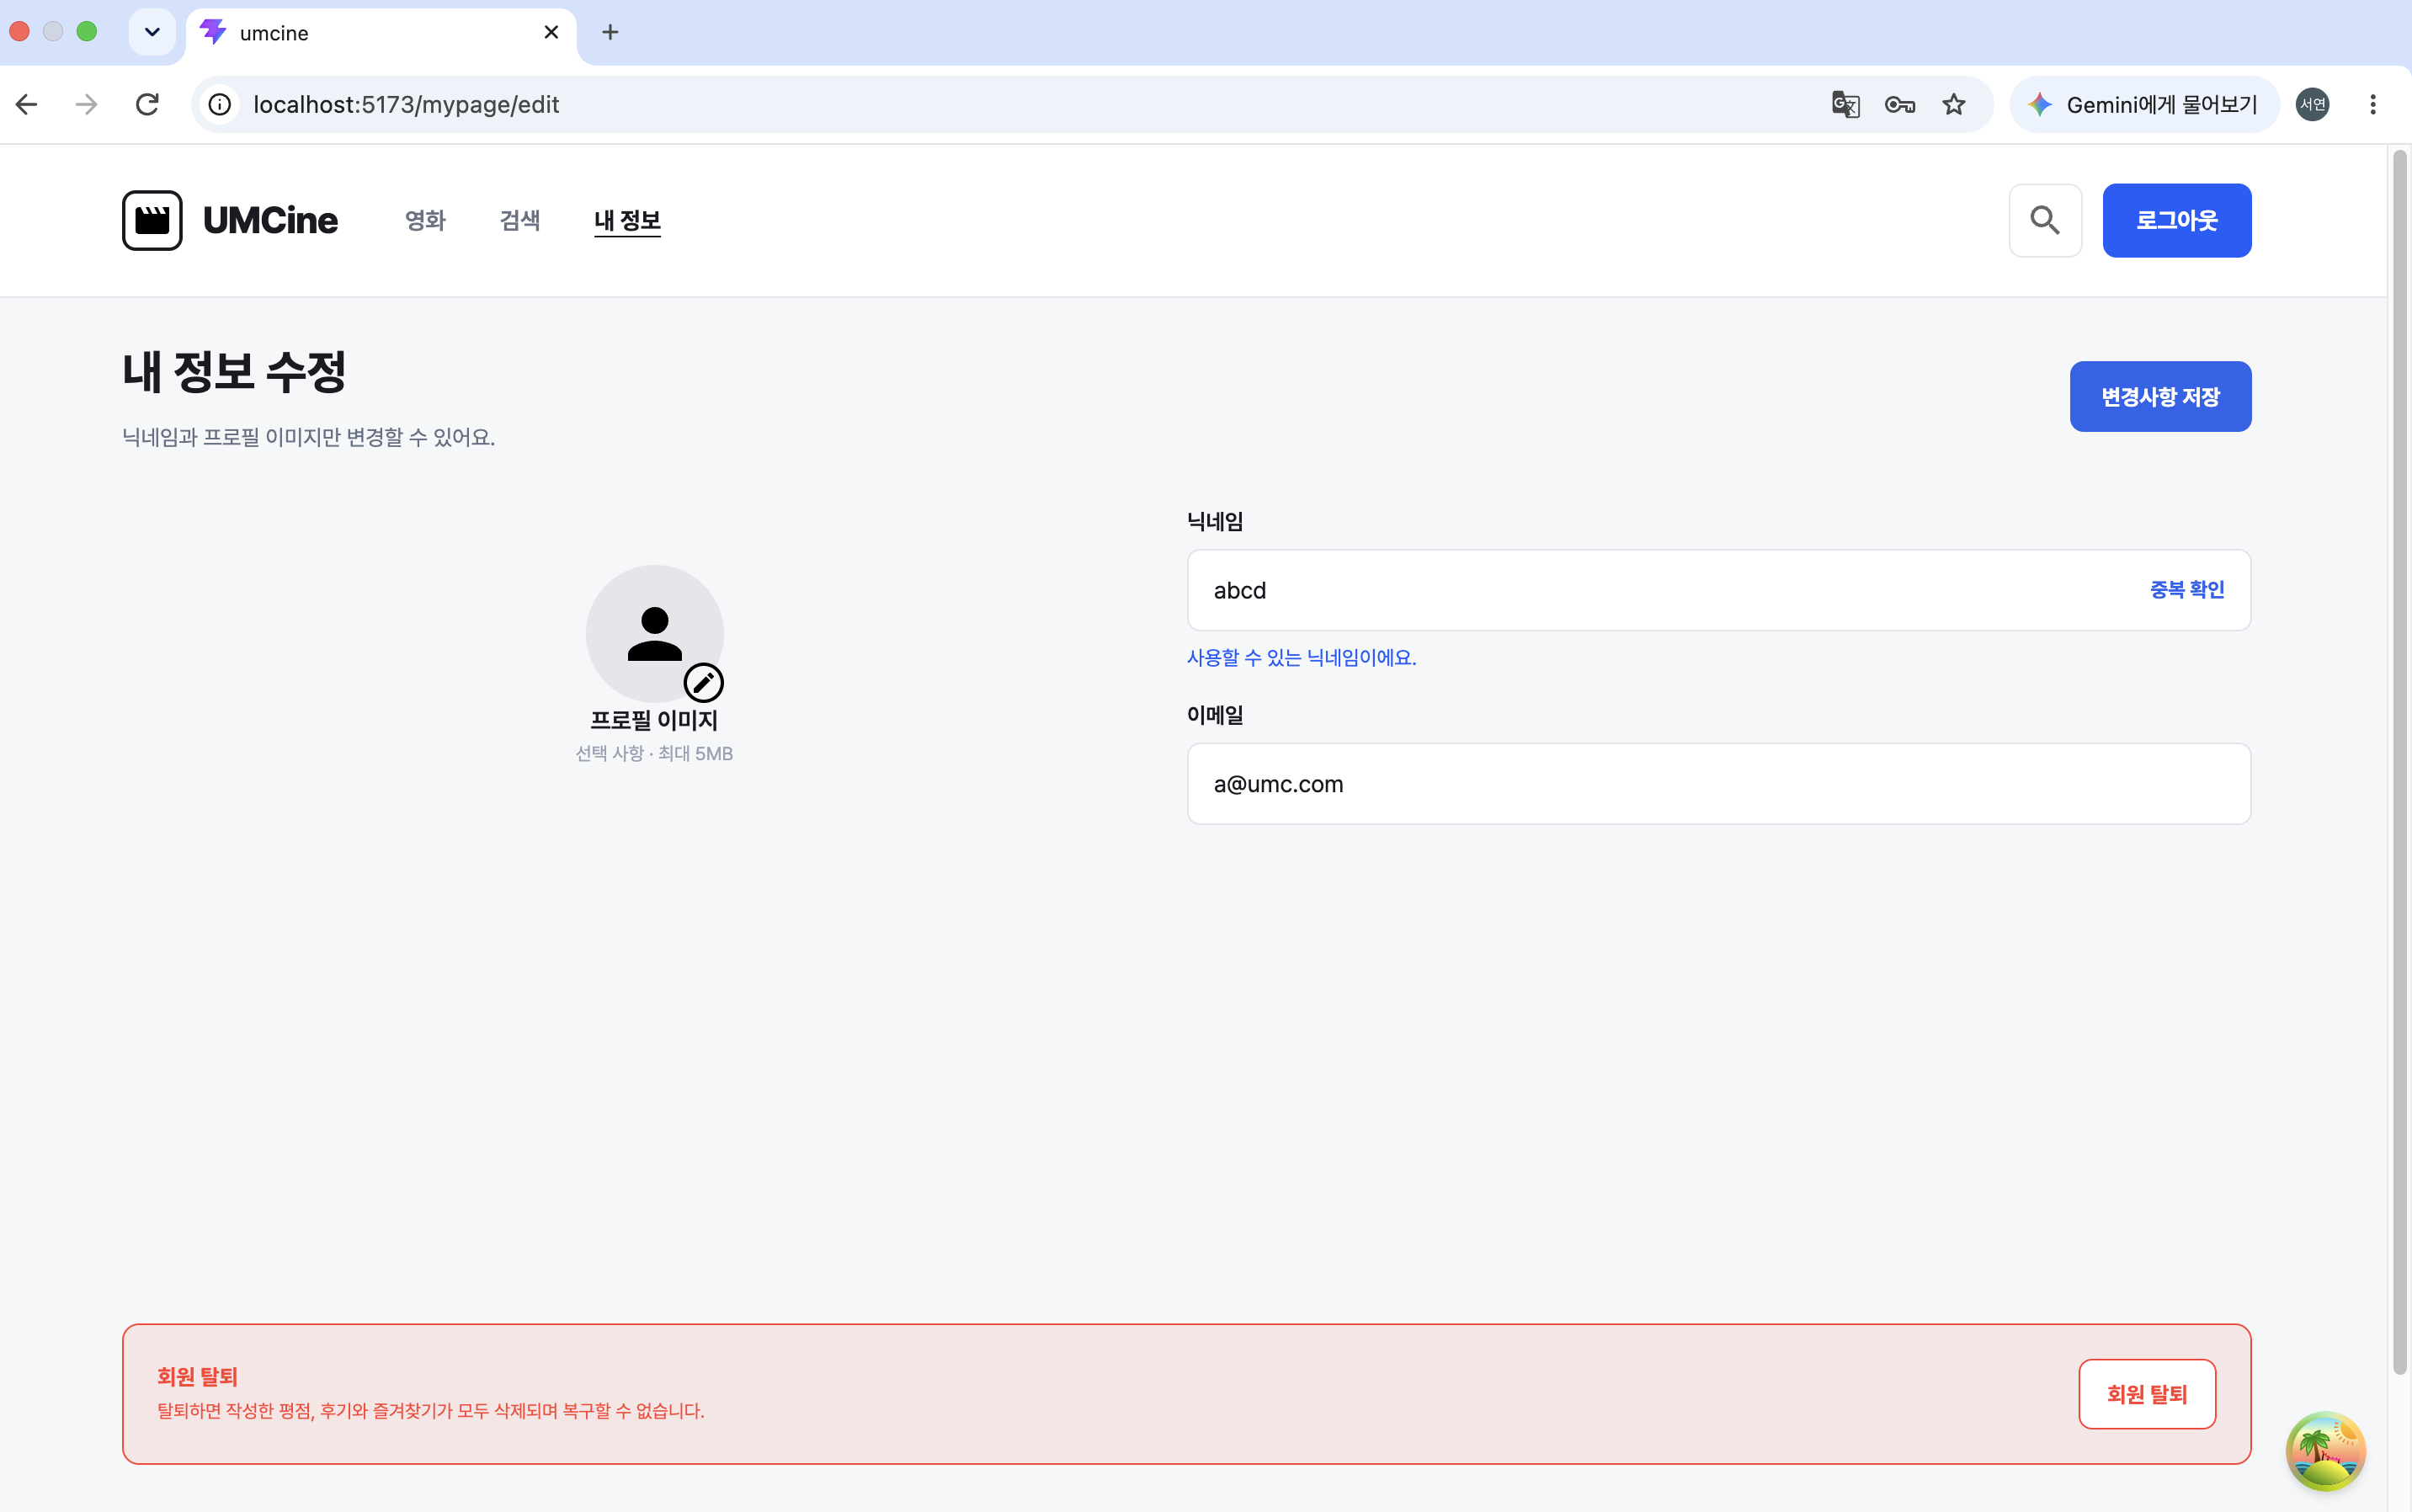 umcine
localhost:5173/mypage/edit
Gemini에게 물어보기
서연
UMCine
영화
검색
내 정보
로그아웃
내 정보 수정
변경사항 저장
닉네임과 프로필 이미지만 변경할 수 있어요.
닉네임
abcd
중복 확인
사용할 수 있는 닉네임이에요.
프로필 이미지
선택 사항 · 최대 5MB
이메일
a@umc.com
회원 탈퇴
탈퇴하면 작성한 평점, 후기와 즐겨찾기가 모두 삭제되며 복구할 수 없습니다.
회원 탈퇴